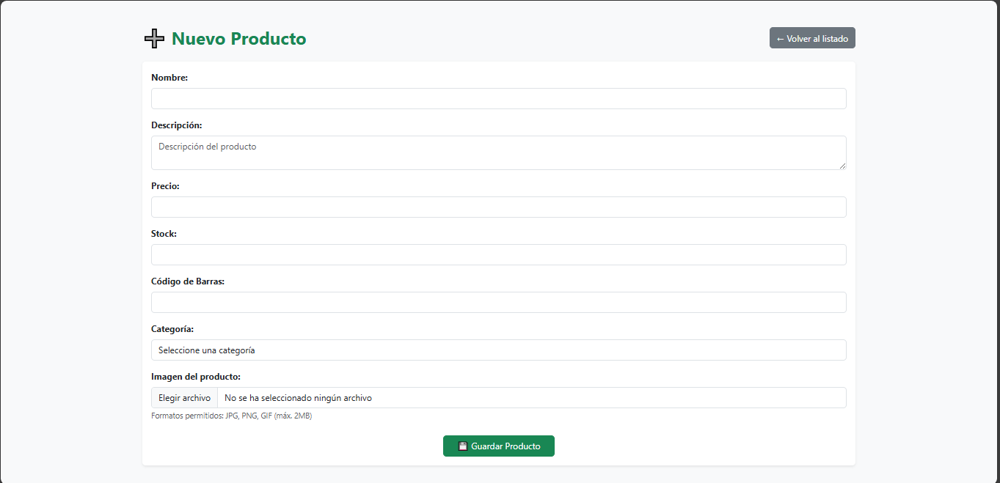 Nuevo Producto
← Volver al listado
Nombre:
Descripción:
Descripción del producto
Precio:
Stock:
Código de Barras:
Categoría:
Seleccione una categoría
Imagen del producto:
Elegir archivo No se ha seleccionado ningún archivo
Formatos permitidos: JPG, PNG, GIF (máx. 2MB)
Guardar Producto